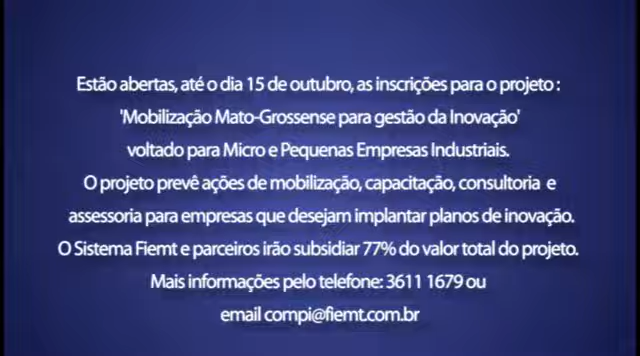 Estão abertas, até o dia 15 de outubro, as inscrições para o projeto :
'Mobilização Mato-Grossense para gestão da Inovação'
voltado para Micro e Pequenas Empresas Industriais.
O projeto prevê ações de mobilização, capacitação, consultoria e
assessoria para empresas que desejam implantar planos de inovação.
O Sistema Fiemt e parceiros irão subsidiar 77% do valor total do projeto.
Mais informações pelo telefone: 3611 1679 ou
email compi@fiemt.com.br